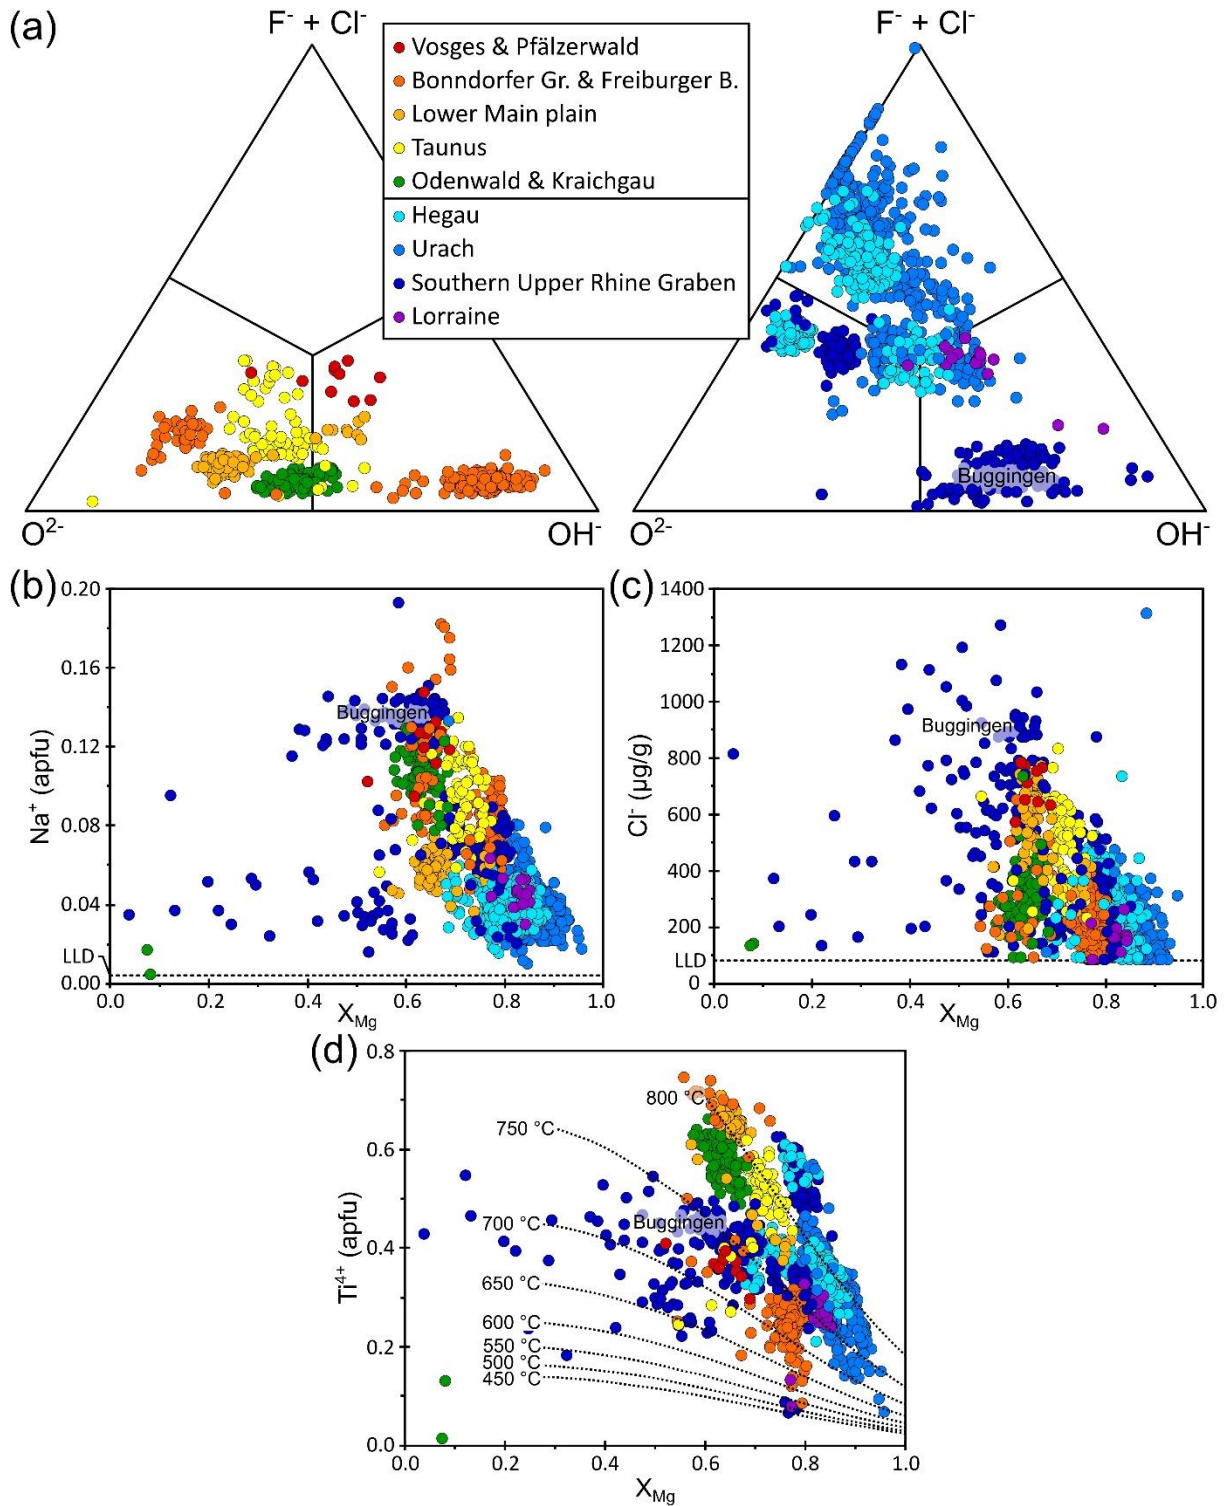 (a)
F⁻ + Cl⁻
F⁻ + Cl⁻
Vosges & Pfälzerwald
Bonndorfer Gr. & Freiburger B.
Lower Main plain
Taunus
Odenwald & Kraichgau
Hegau
Urach
Southern Upper Rhine Graben
Lorraine
Buggingen
O²⁻
OH⁻
O²⁻
OH⁻
(b)
0.20
0.16
0.12
0.08
0.04
LLD
0.00
Na⁺ (apfu)
Buggingen
0.0
0.2
0.4
0.6
0.8
1.0
X_Mg
(c)
1400
1200
1000
800
600
400
200
LLD
0
Cl⁻ (µg/g)
Buggingen
0.0
0.2
0.4
0.6
0.8
1.0
X_Mg
(d)
0.8
0.6
0.4
0.2
0.0
Ti⁴⁺ (apfu)
800 °C
750 °C
700 °C
Buggingen
650 °C
600 °C
550 °C
500 °C
450 °C
0.0
0.2
0.4
0.6
0.8
1.0
X_Mg